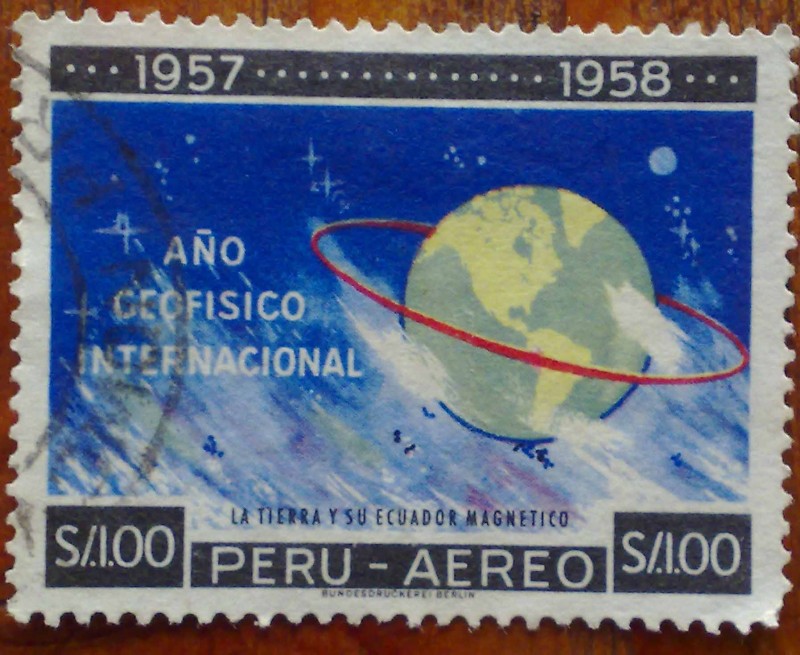 ··· 1957 ·················· 1958 ···
AÑO
GEOFISICO
INTERNACIONAL
LA TIERRA Y SU ECUADOR MAGNETICO
S/.1.00 PERU - AEREO S/.1.00
BUNDESDRUCKEREI BERLIN